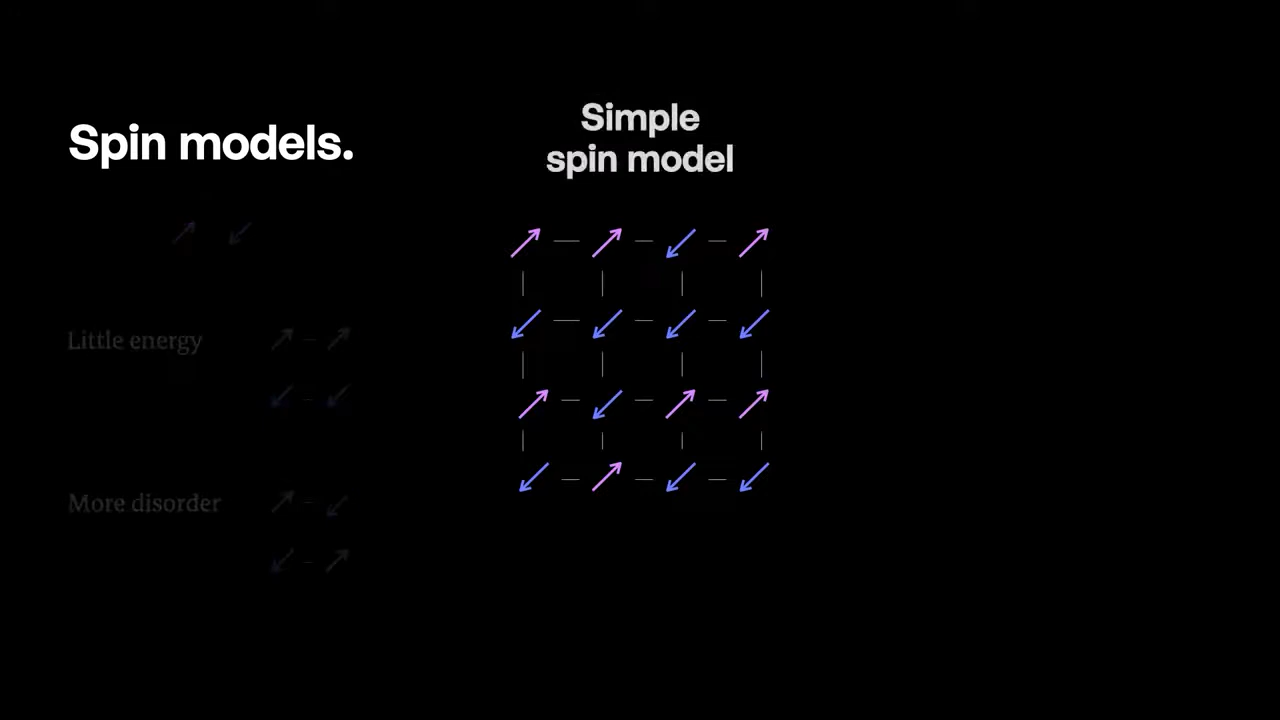 Spin models.
Simple
spin model
Little energy
More disorder